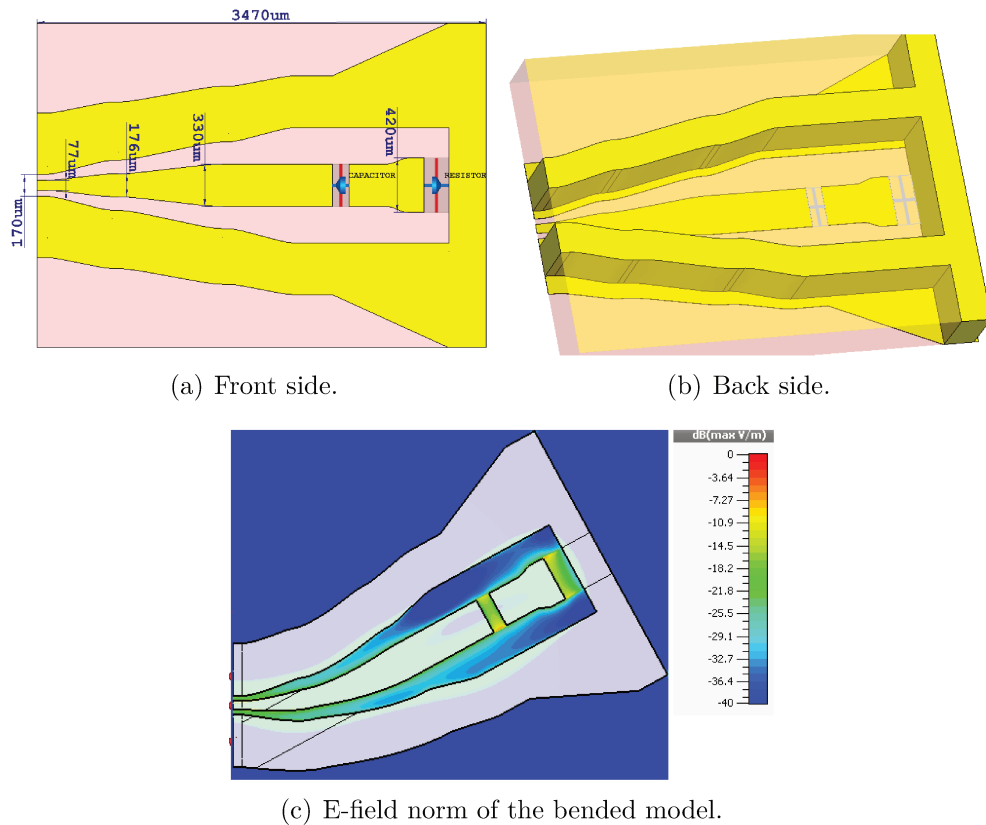 3470um
77um
176um
330um
420um
170um
CAPACITOR
RESISTOR
(a) Front side.
(b) Back side.
dB(max V/m)
0
-3.64
-7.27
-10.9
-14.5
-18.2
-21.8
-25.5
-29.1
-32.7
-36.4
-40
(c) E-field norm of the bended model.